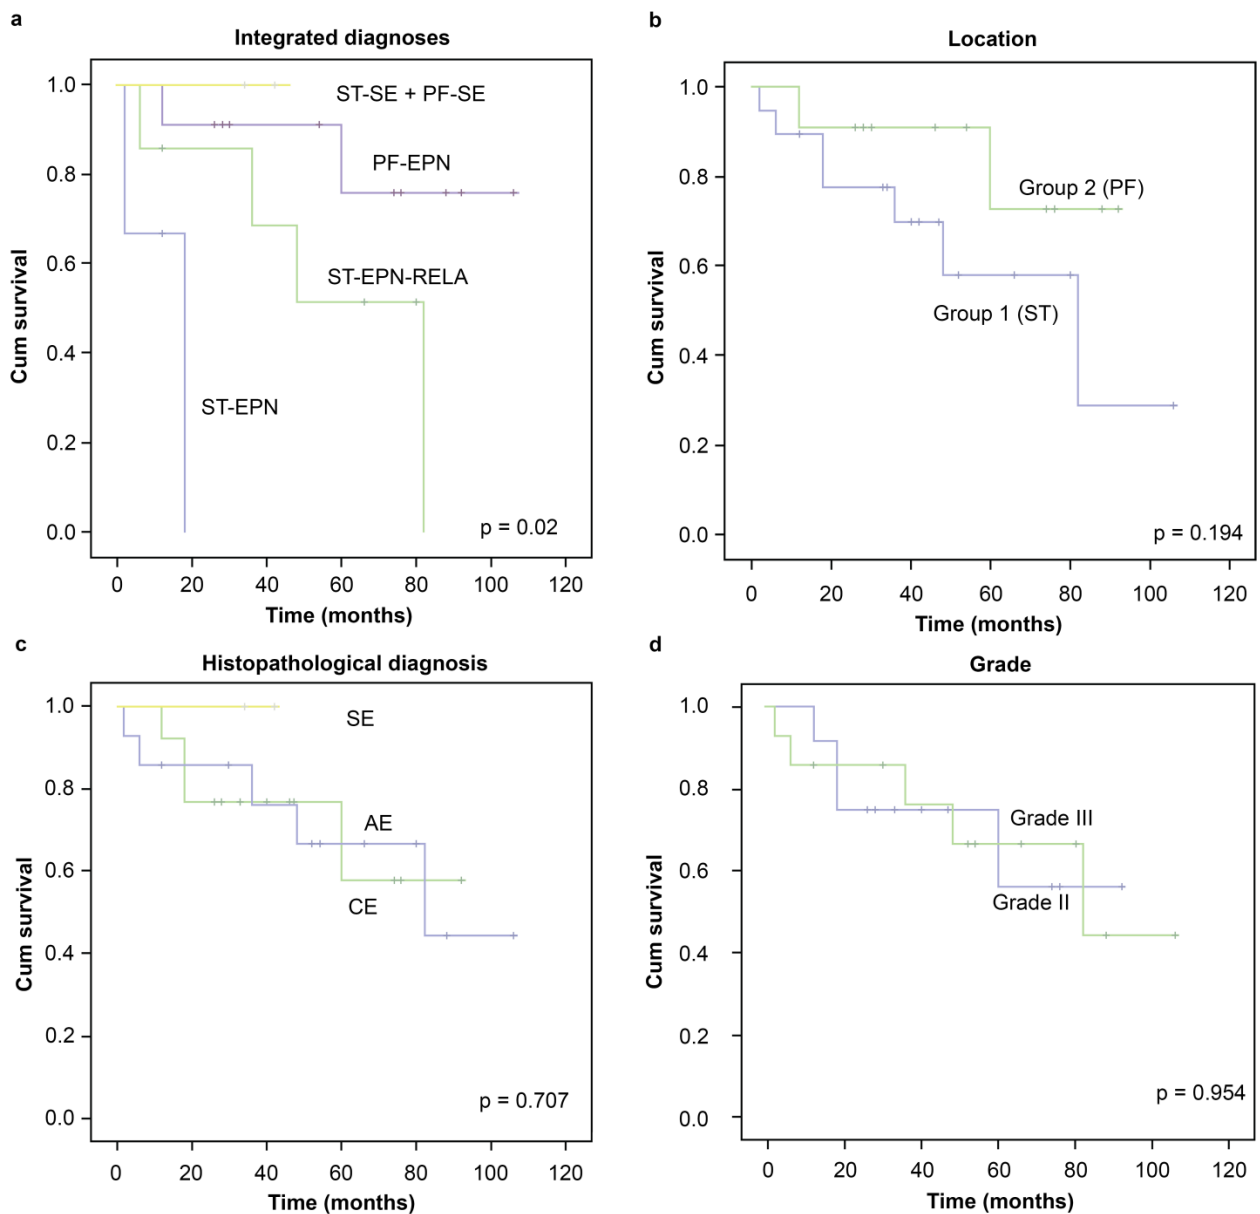 a
Integrated diagnoses
1.0
0.8
0.6
0.4
0.2
0.0
Cum survival
ST-SE + PF-SE
PF-EPN
ST-EPN-RELA
ST-EPN
p = 0.02
0 20 40 60 80 100 120
Time (months)
b
Location
1.0
0.8
0.6
0.4
0.2
0.0
Cum survival
Group 2 (PF)
Group 1 (ST)
p = 0.194
0 20 40 60 80 100 120
Time (months)
c
Histopathological diagnosis
1.0
0.8
0.6
0.4
0.2
0.0
Cum survival
SE
AE
CE
p = 0.707
0 20 40 60 80 100 120
Time (months)
d
Grade
1.0
0.8
0.6
0.4
0.2
0.0
Cum survival
Grade III
Grade II
p = 0.954
0 20 40 60 80 100 120
Time (months)